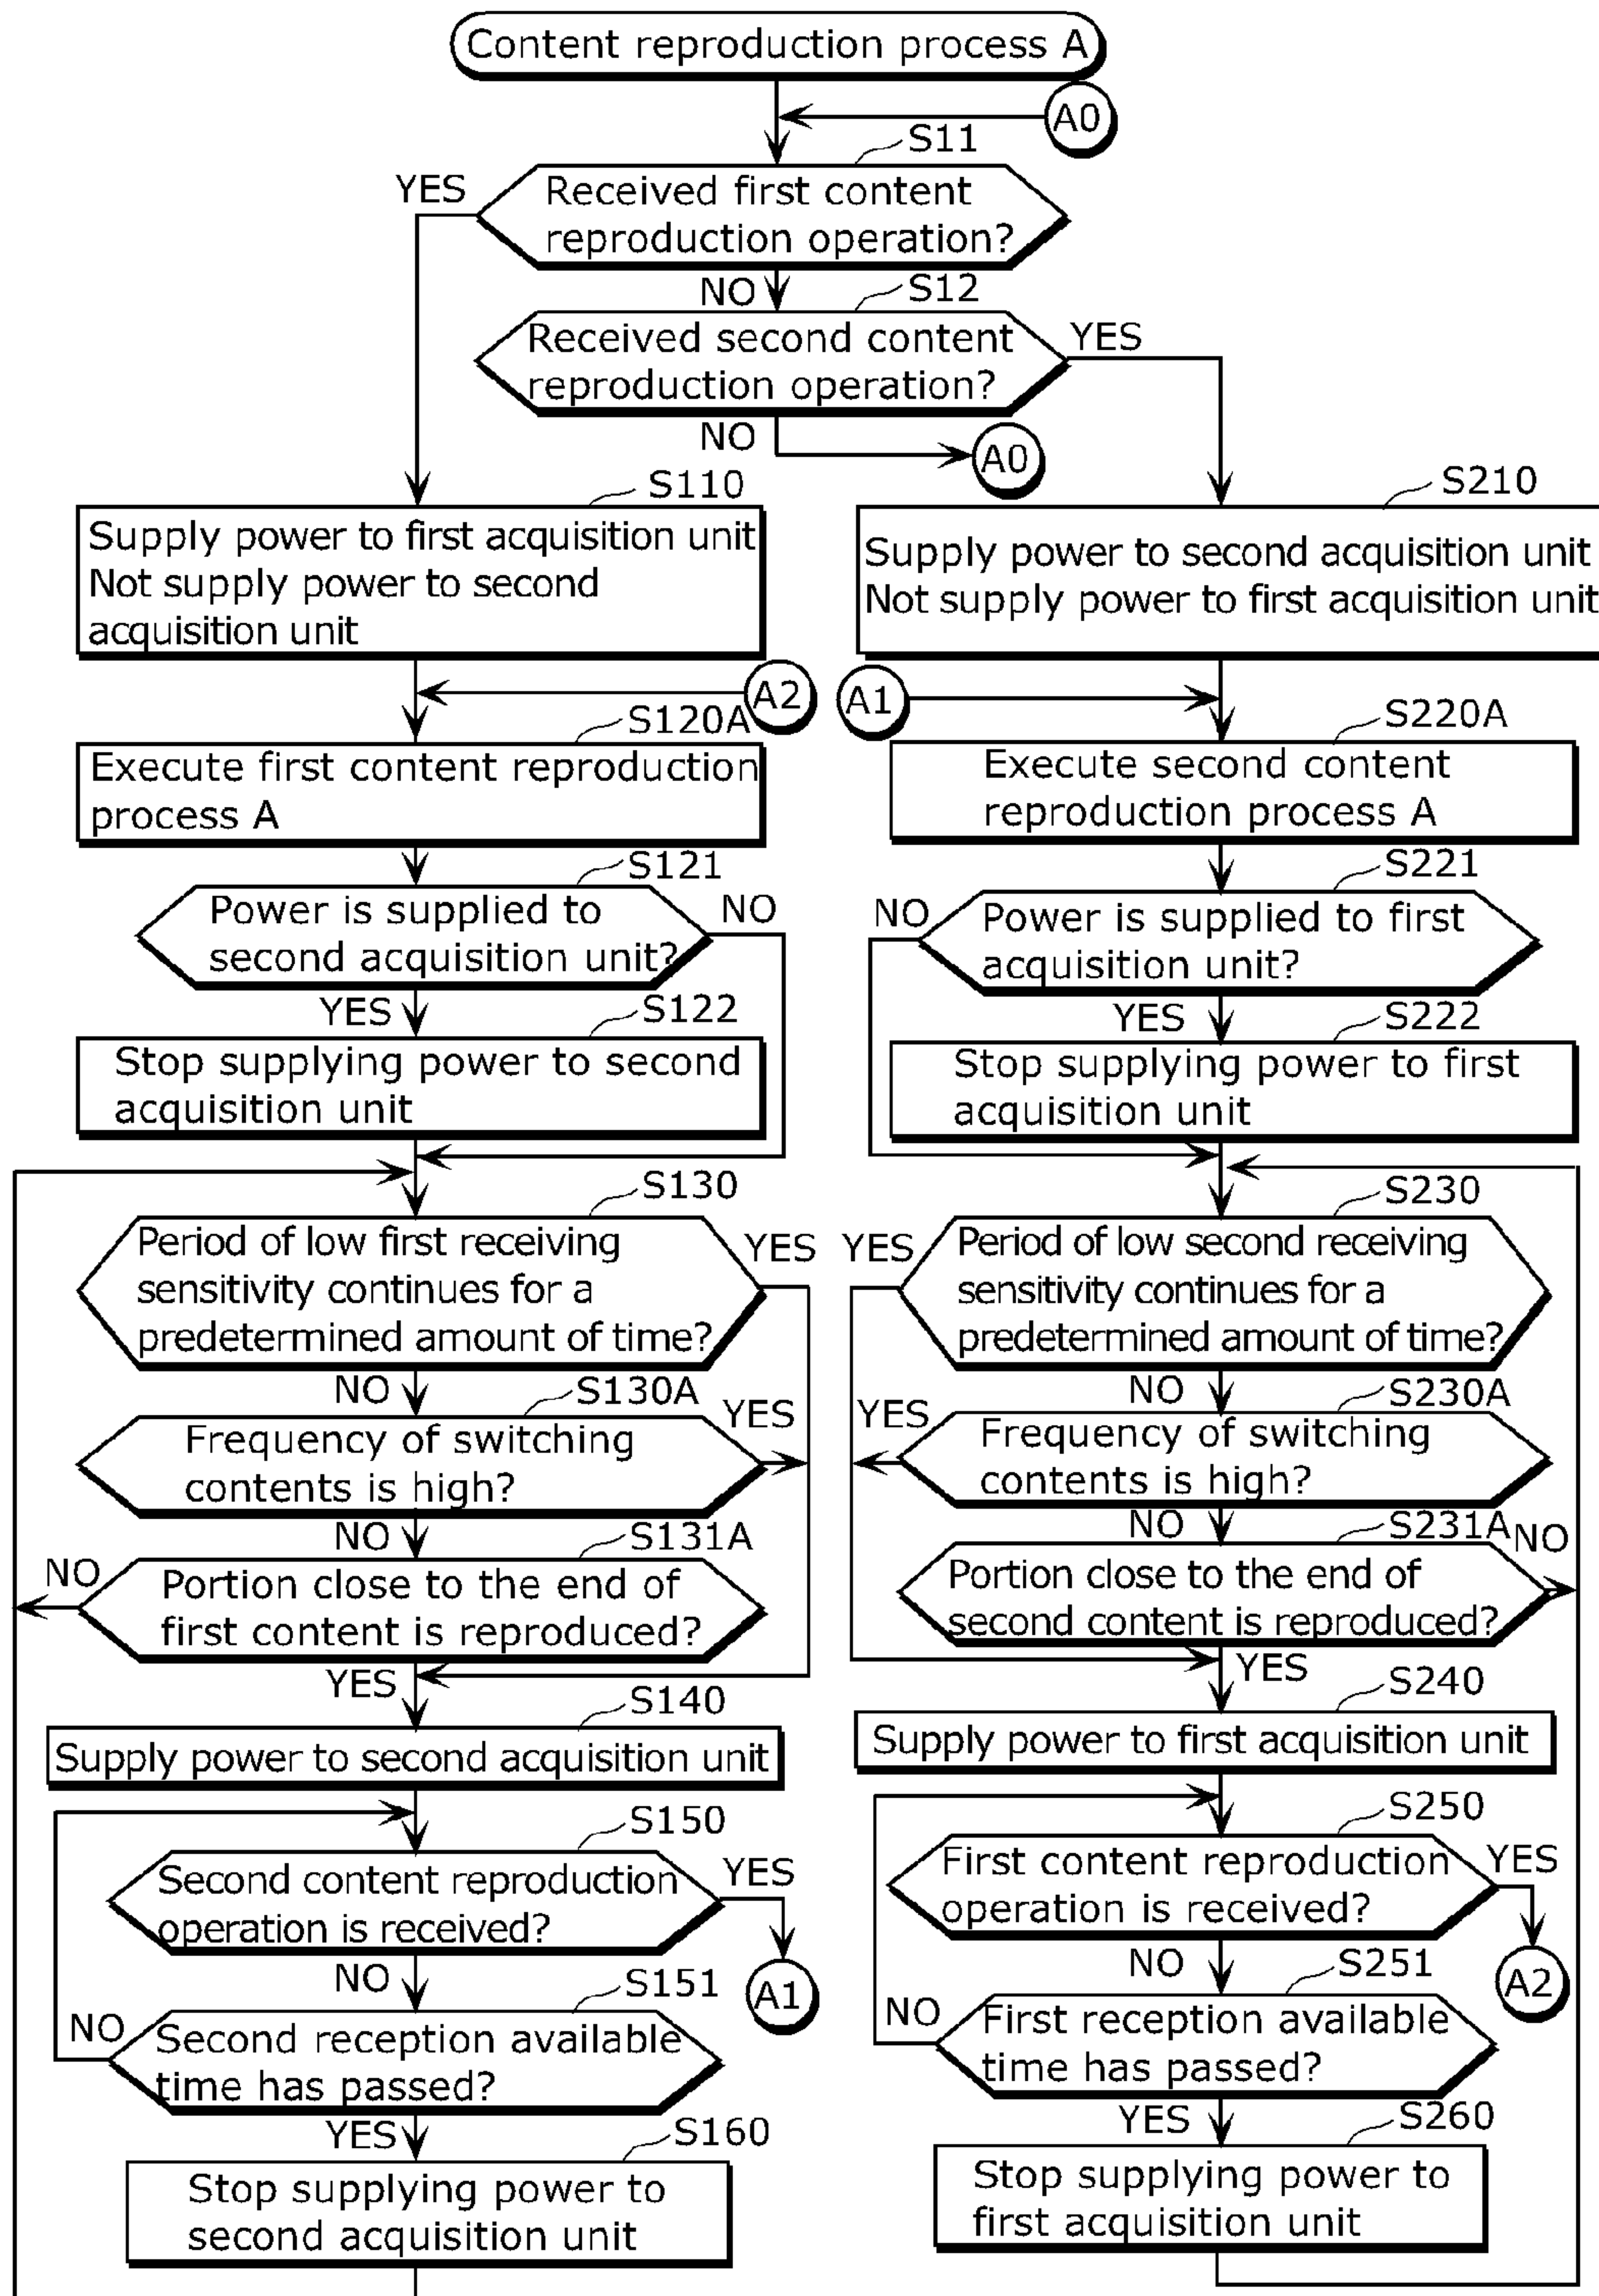 Content reproduction process A
A0
S11
YES
Received first content
reproduction operation?
NO
S12
Received second content
reproduction operation?
YES
NO
A0
S110
Supply power to first acquisition unit
Not supply power to second
acquisition unit
S210
Supply power to second acquisition unit
Not supply power to first acquisition unit
A2
A1
S120A
Execute first content reproduction
process A
S220A
Execute second content
reproduction process A
S121
Power is supplied to
second acquisition unit?
NO
S221
NO
Power is supplied to first
acquisition unit?
YES
S122
Stop supplying power to second
acquisition unit
YES
S222
Stop supplying power to first
acquisition unit
S130
Period of low first receiving
sensitivity continues for a
predetermined amount of time?
YES
S230
YES
Period of low second receiving
sensitivity continues for a
predetermined amount of time?
NO
S130A
Frequency of switching
contents is high?
YES
NO
S230A
YES
Frequency of switching
contents is high?
NO
S131A
NO
Portion close to the end of
first content is reproduced?
NO
S231A
NO
Portion close to the end of
second content is reproduced?
YES
S140
Supply power to second acquisition unit
YES
S240
Supply power to first acquisition unit
S150
Second content reproduction
operation is received?
YES
A1
S250
First content reproduction
operation is received?
YES
A2
NO
S151
NO
Second reception available
time has passed?
NO
S251
NO
First reception available
time has passed?
YES
S160
Stop supplying power to
second acquisition unit
YES
S260
Stop supplying power to
first acquisition unit